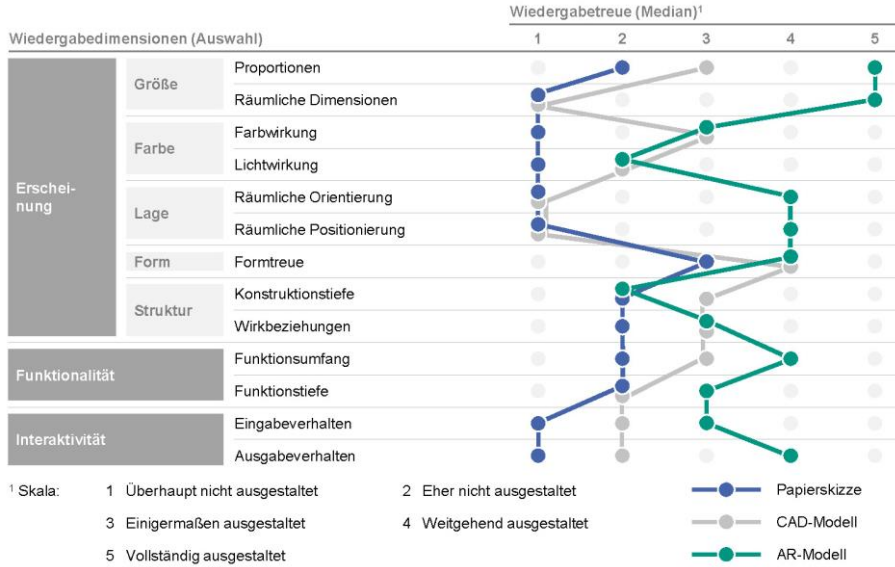 Wiedergabetreue (Median)¹
Wiedergabedimensionen (Auswahl) 1 2 3 4 5
Erschei-
nung
Größe
Proportionen
Räumliche Dimensionen
Farbe
Farbwirkung
Lichtwirkung
Lage
Räumliche Orientierung
Räumliche Positionierung
Form Formtreue
Struktur
Konstruktionstiefe
Wirkbeziehungen
Funktionalität
Funktionsumfang
Funktionstiefe
Interaktivität
Eingabeverhalten
Ausgabeverhalten
¹ Skala: 1 Überhaupt nicht ausgestaltet 2 Eher nicht ausgestaltet Papierskizze
3 Einigermaßen ausgestaltet 4 Weitgehend ausgestaltet CAD-Modell
5 Vollständig ausgestaltet AR-Modell